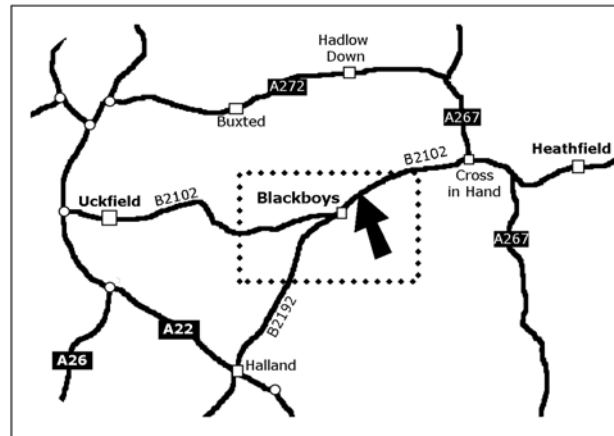 Hadlow
Down
A272
Buxted
A267
B2102
Heathfield
Cross
in Hand
Blackboys
B2102
Uckfield
A267
B2192
A22
A26
Halland